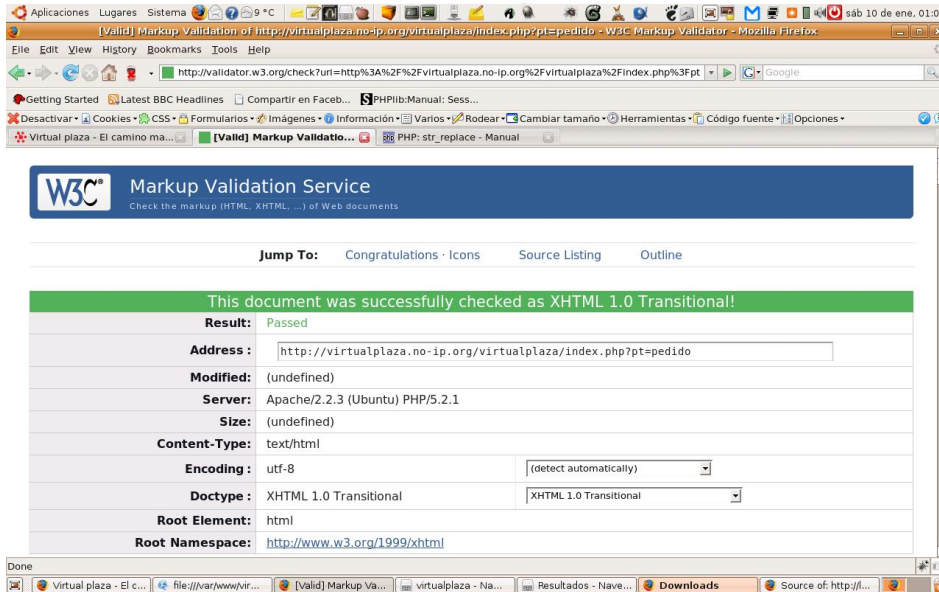 Aplicaciones Lugares Sistema 9 °C sáb 10 de ene, 01:0
[Valid] Markup Validation of http://virtualplaza.no-ip.org/virtualplaza/index.php?pt=pedido - W3C Markup Validator - Mozilla Firefox
File Edit View History Bookmarks Tools Help
http://validator.w3.org/check?uri=http%3A%2F%2Fvirtualplaza.no-ip.org%2Fvirtualplaza%2Findex.php%3Fpt Google
Getting Started Latest BBC Headlines Compartir en Faceb... PHPlib:Manual: Sess...
Desactivar Cookies CSS Formularios Imágenes Información Varios Rodear Cambiar tamaño Herramientas Código fuente Opciones
Virtual plaza - El camino ma... [Valid] Markup Validatio... PHP: str_replace - Manual
W3C® Markup Validation Service
Check the markup (HTML, XHTML, ...) of Web documents
Jump To: Congratulations · Icons Source Listing Outline
This document was successfully checked as XHTML 1.0 Transitional!
Result: Passed
Address : http://virtualplaza.no-ip.org/virtualplaza/index.php?pt=pedido
Modified: (undefined)
Server: Apache/2.2.3 (Ubuntu) PHP/5.2.1
Size: (undefined)
Content-Type: text/html
Encoding : utf-8 (detect automatically)
Doctype : XHTML 1.0 Transitional XHTML 1.0 Transitional
Root Element: html
Root Namespace: http://www.w3.org/1999/xhtml
Done
Virtual plaza - El c... file:///var/www/vir... [Valid] Markup Va... virtualplaza - Na... Resultados - Nave... Downloads Source of: http://l...